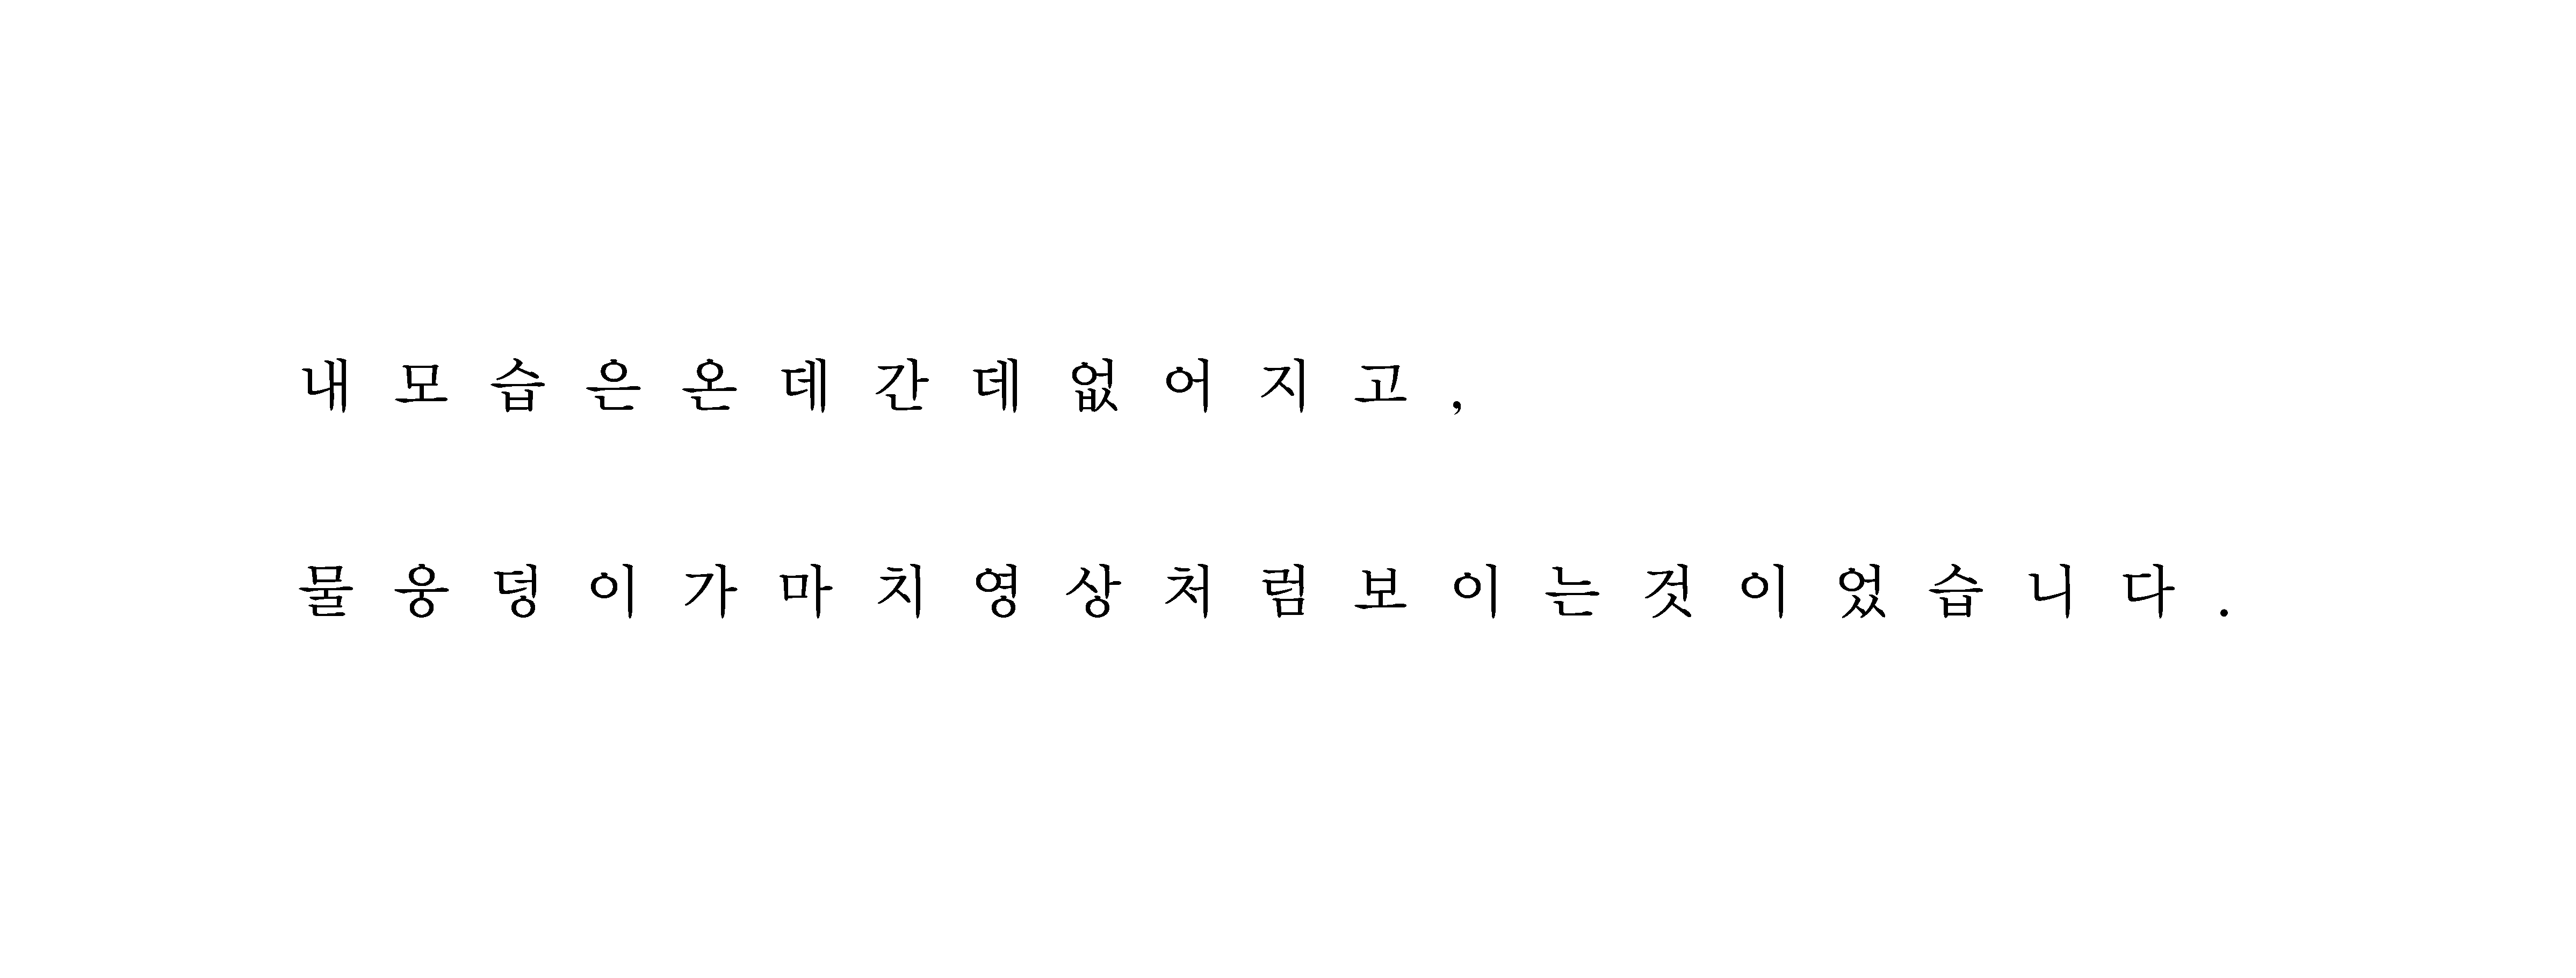 내 모 습 은 온 데 간 데 없 어 지 고 ,
물 웅 덩 이 가 마 치 영 상 처 럼 보 이 는 것 이 었 습 니 다 .